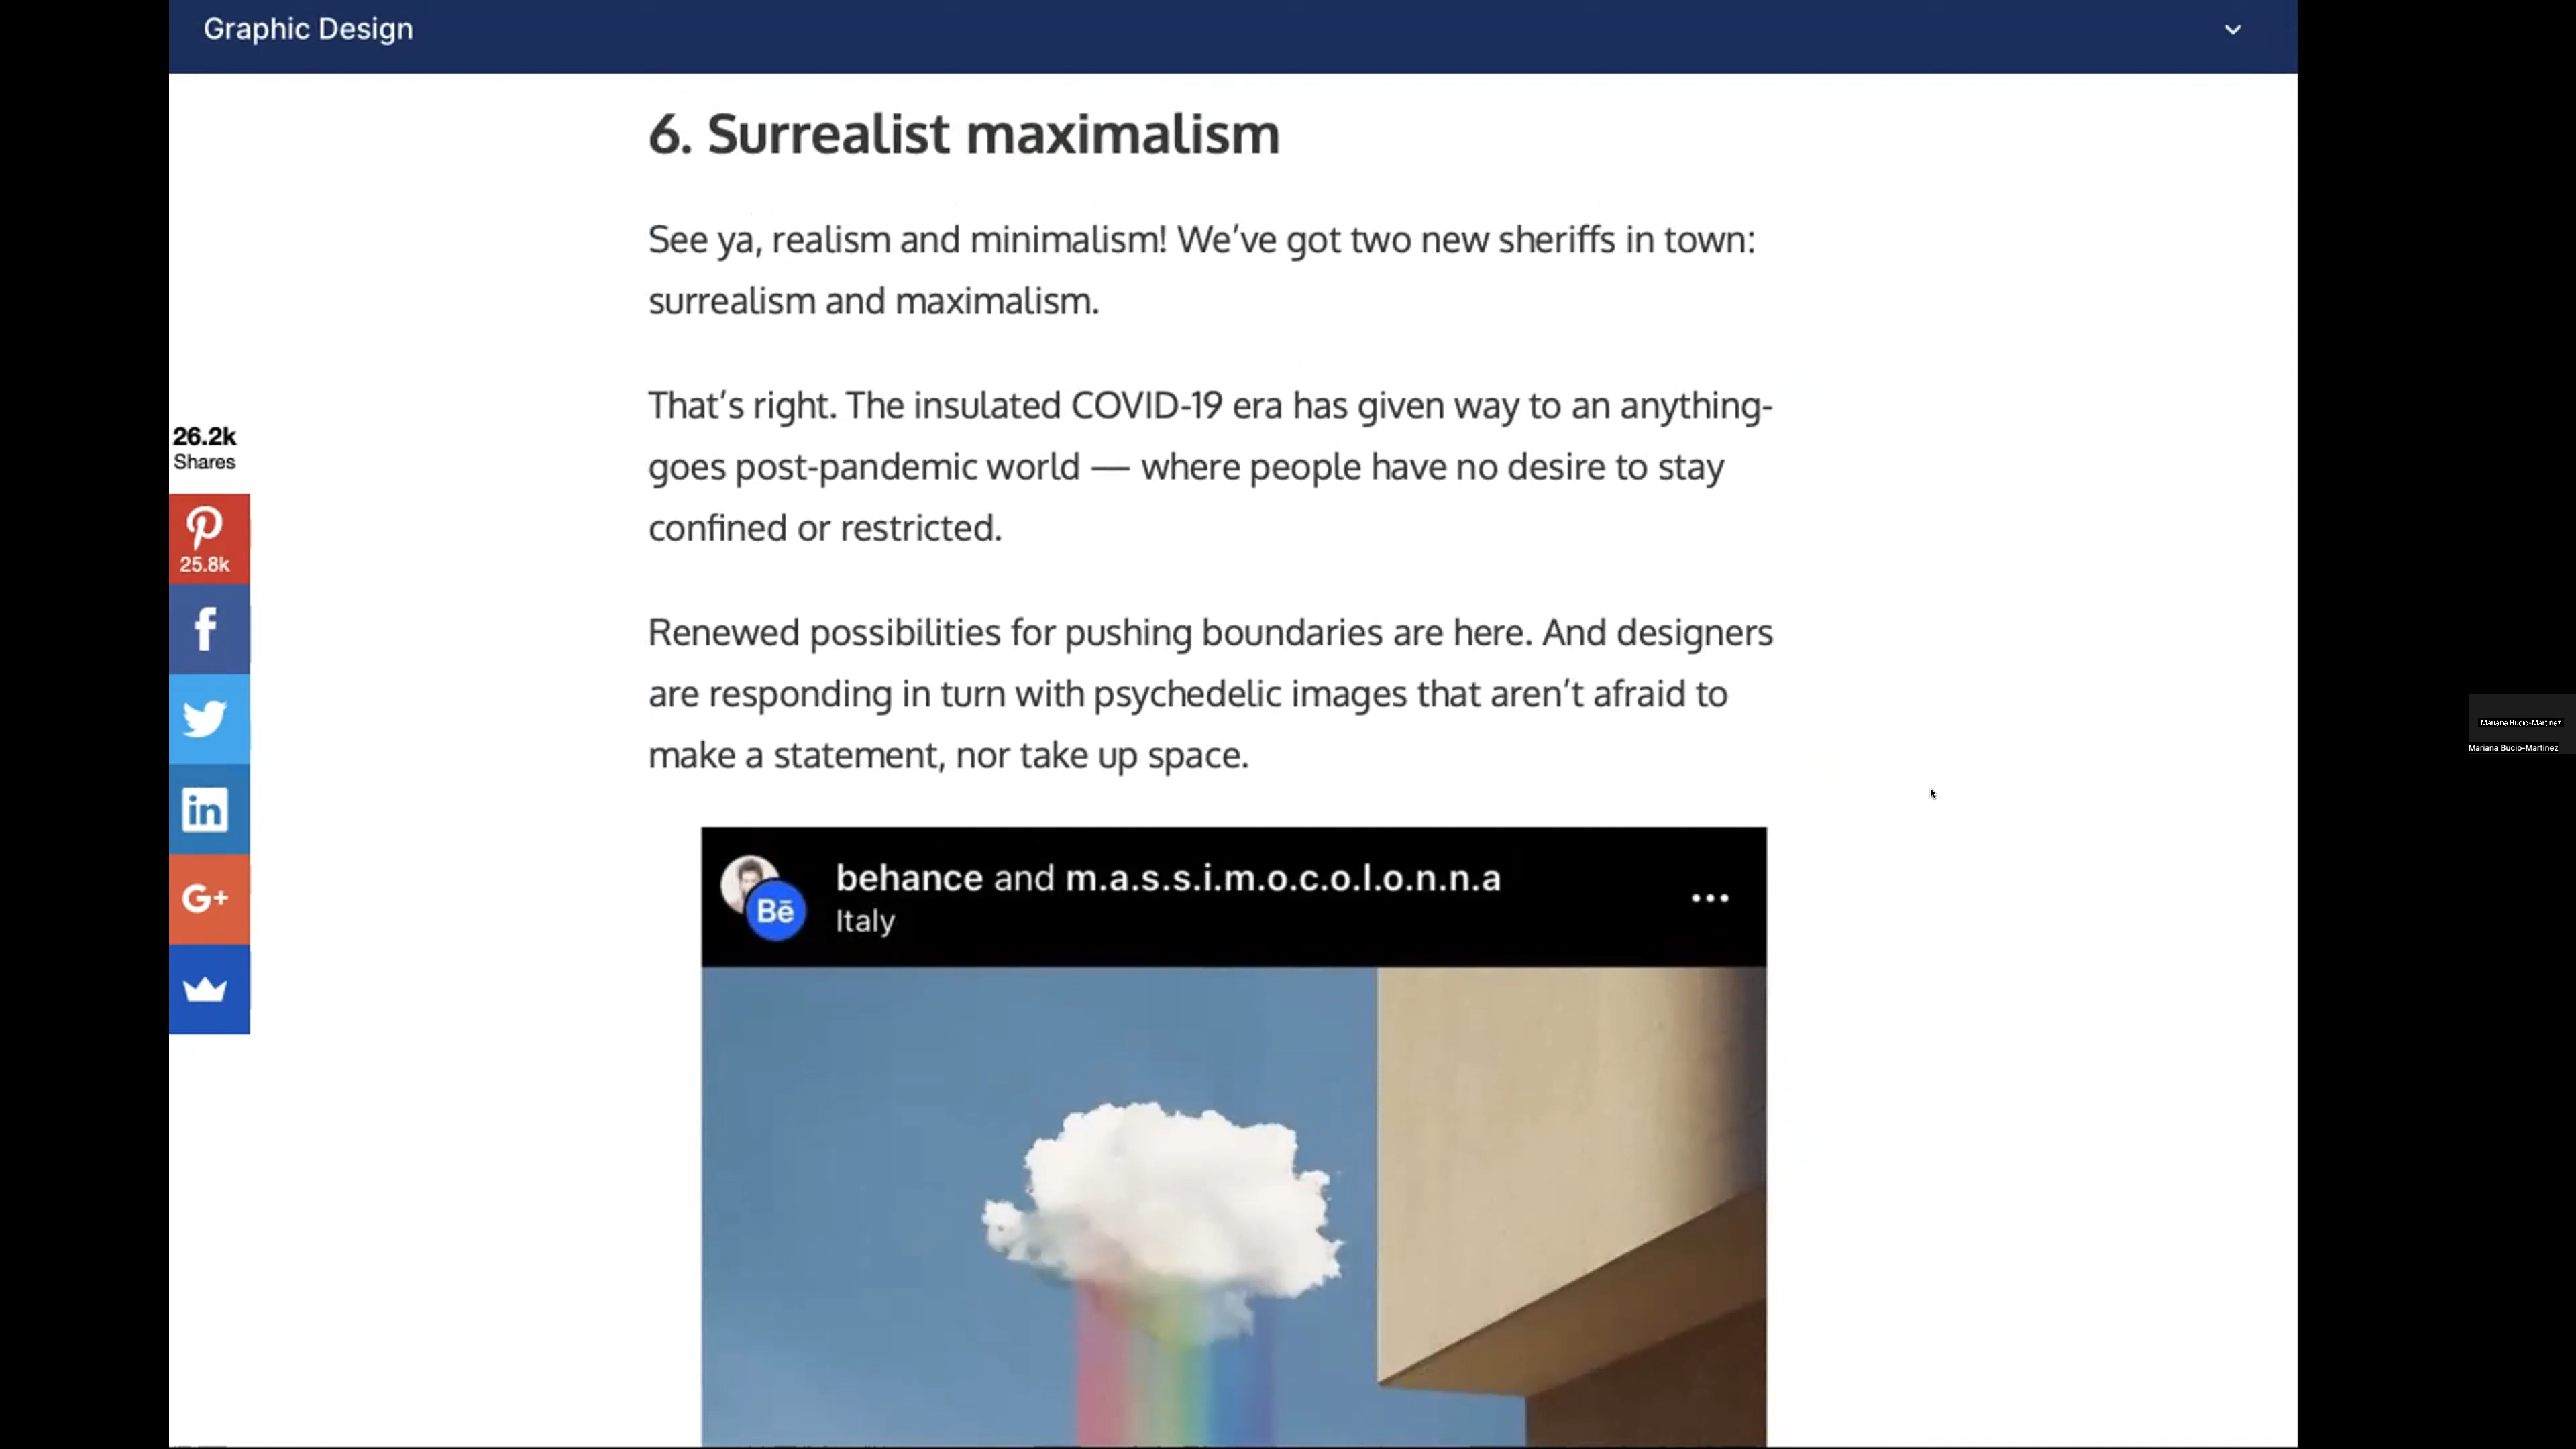 Graphic Design
6. Surrealist maximalism
See ya, realism and minimalism! We've got two new sheriffs in town:
surrealism and maximalism.
That's right. The insulated COVID-19 era has given way to an anything-
goes post-pandemic world — where people have no desire to stay
confined or restricted.
Renewed possibilities for pushing boundaries are here. And designers
are responding in turn with psychedelic images that aren't afraid to
make a statement, nor take up space.
26.2k
Shares
25.8k
f
in
G+
Bē
behance and m.a.s.s.i.m.o.c.o.l.o.n.n.a
Italy
Mariana Bucio-Martinez
Mariana Bucio-Martinez